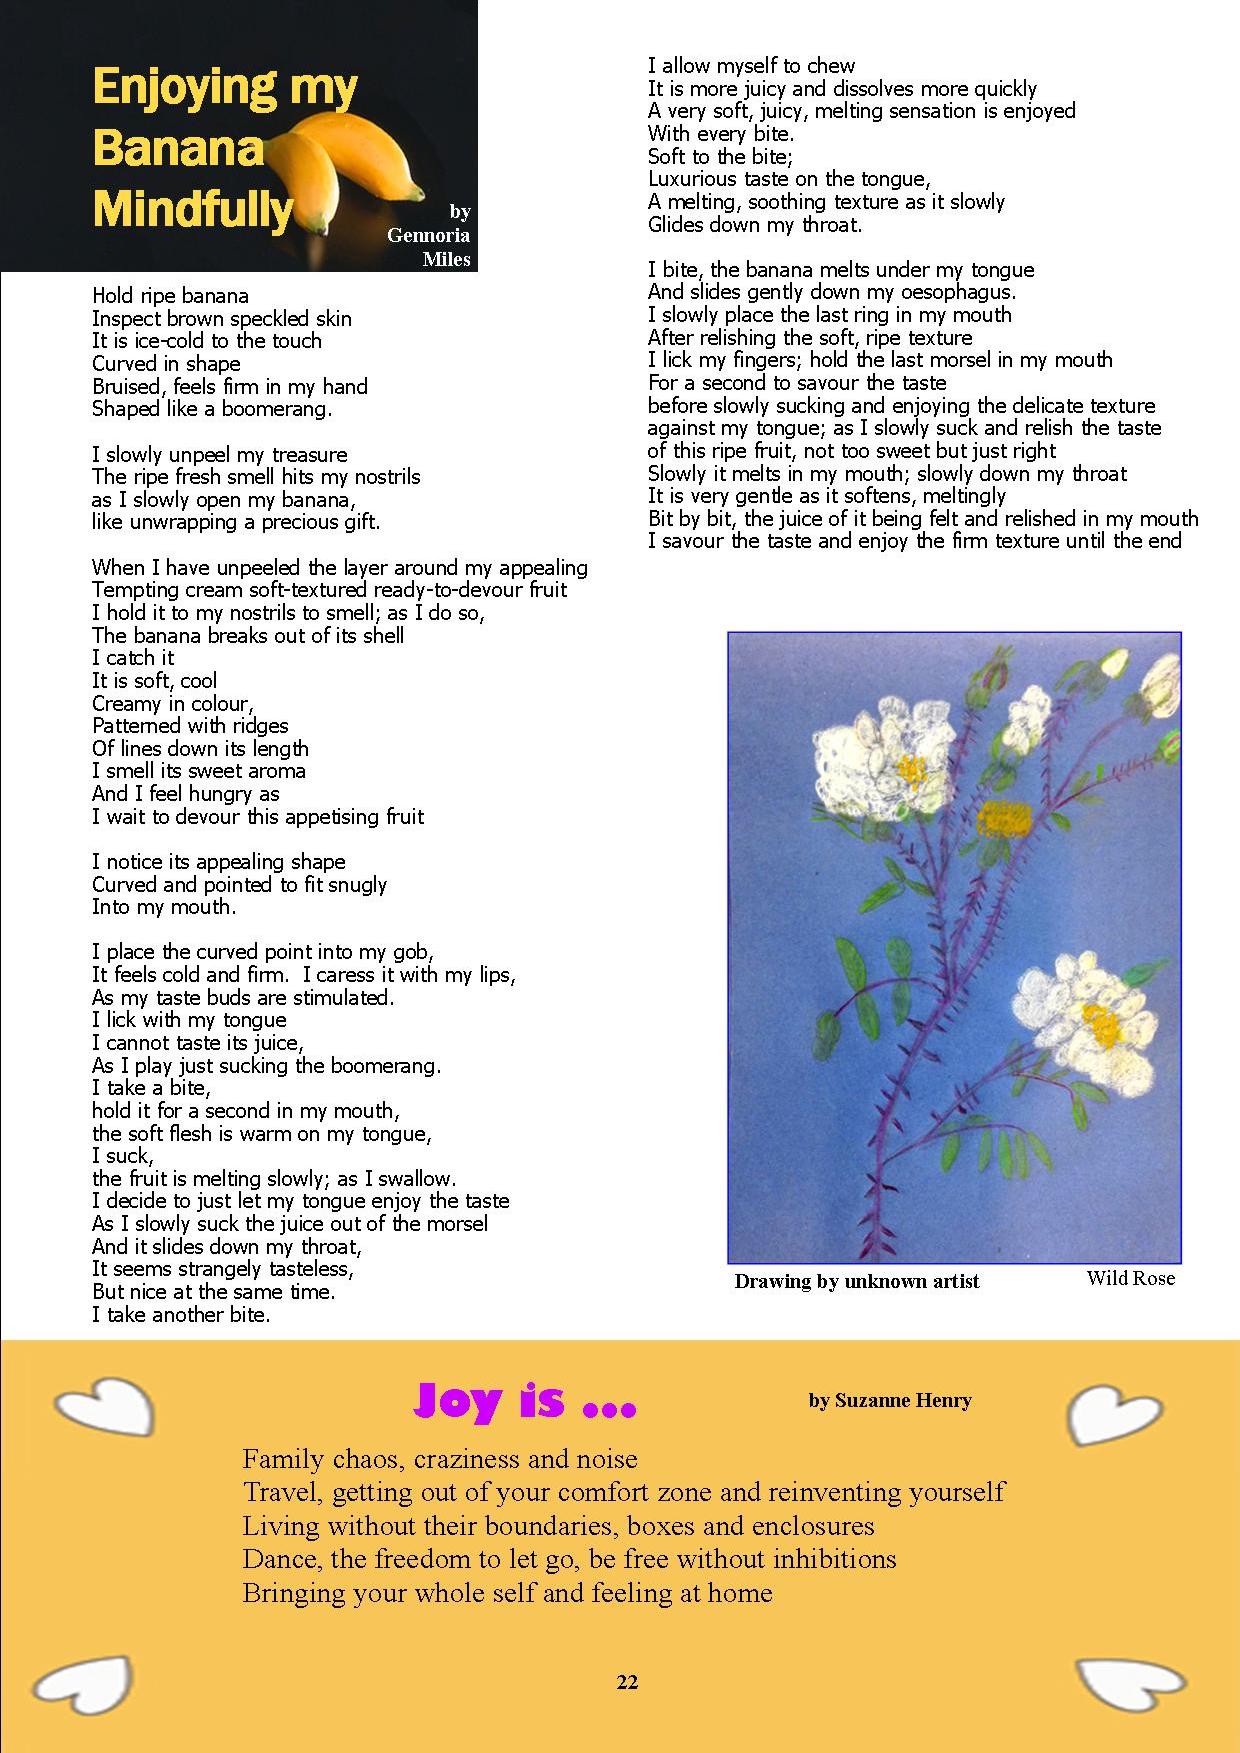 Enjoying my
Banana
Mindfully
by
Gennoria
Miles
Hold ripe banana
Inspect brown speckled skin
It is ice-cold to the touch
Curved in shape
Bruised, feels firm in my hand
Shaped like a boomerang.
I slowly unpeel my treasure
The ripe fresh smell hits my nostrils
as I slowly open my banana,
like unwrapping a precious gift.
When I have unpeeled the layer around my appealing
Tempting cream soft-textured ready-to-devour fruit
I hold it to my nostrils to smell; as I do so,
The banana breaks out of its shell
I catch it
It is soft, cool
Creamy in colour,
Patterned with ridges
Of lines down its length
I smell its sweet aroma
And I feel hungry as
I wait to devour this appetising fruit
I notice its appealing shape
Curved and pointed to fit snugly
Into my mouth.
I place the curved point into my gob,
It feels cold and firm.  I caress it with my lips,
As my taste buds are stimulated.
I lick with my tongue
I cannot taste its juice,
As I play just sucking the boomerang.
I take a bite,
hold it for a second in my mouth,
the soft flesh is warm on my tongue,
I suck,
the fruit is melting slowly; as I swallow.
I decide to just let my tongue enjoy the taste
As I slowly suck the juice out of the morsel
And it slides down my throat,
It seems strangely tasteless,
But nice at the same time.
I take another bite.
I allow myself to chew
It is more juicy and dissolves more quickly
A very soft, juicy, melting sensation is enjoyed
With every bite.
Soft to the bite;
Luxurious taste on the tongue,
A melting, soothing texture as it slowly
Glides down my throat.
I bite, the banana melts under my tongue
And slides gently down my oesophagus.
I slowly place the last ring in my mouth
After relishing the soft, ripe texture
I lick my fingers; hold the last morsel in my mouth
For a second to savour the taste
before slowly sucking and enjoying the delicate texture
against my tongue; as I slowly suck and relish the taste
of this ripe fruit, not too sweet but just right
Slowly it melts in my mouth; slowly down my throat
It is very gentle as it softens, meltingly
Bit by bit, the juice of it being felt and relished in my mouth
I savour the taste and enjoy the firm texture until the end
Drawing by unknown artist
Wild Rose
Joy is ...
by Suzanne Henry
Family chaos, craziness and noise
Travel, getting out of your comfort zone and reinventing yourself
Living without their boundaries, boxes and enclosures
Dance, the freedom to let go, be free without inhibitions
Bringing your whole self and feeling at home
22